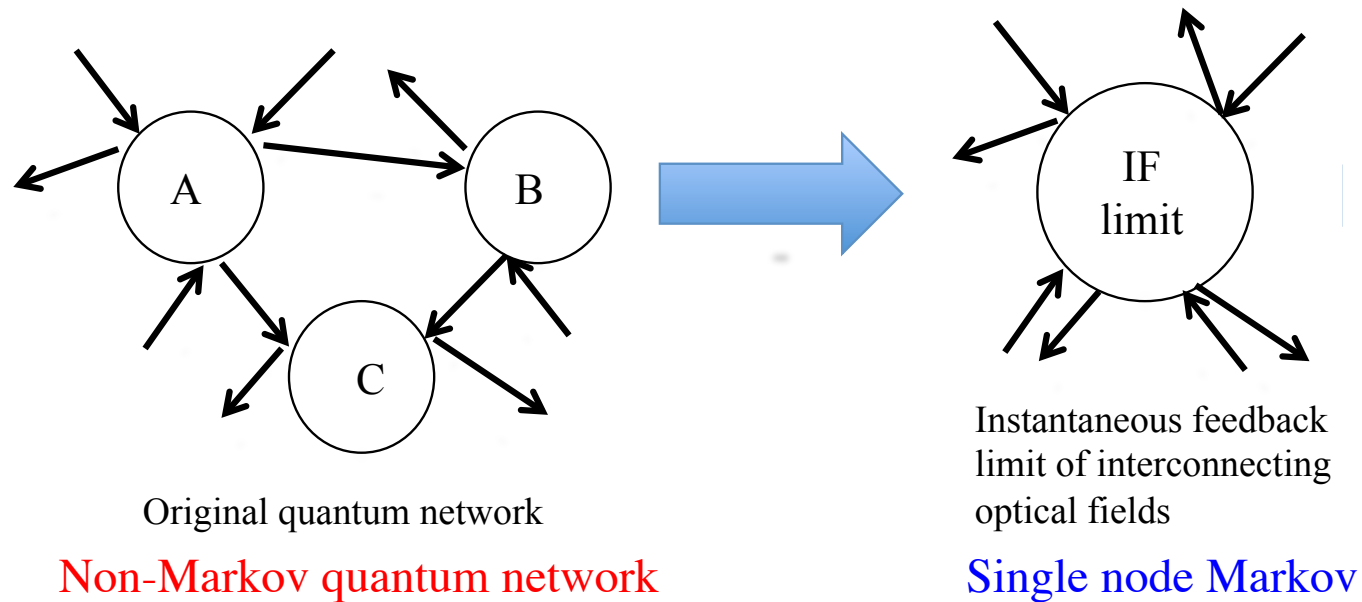 A
B
C
IF
limit
Original quantum network
Non-Markov quantum network
Instantaneous feedback
limit of interconnecting
optical fields
Single node Markov